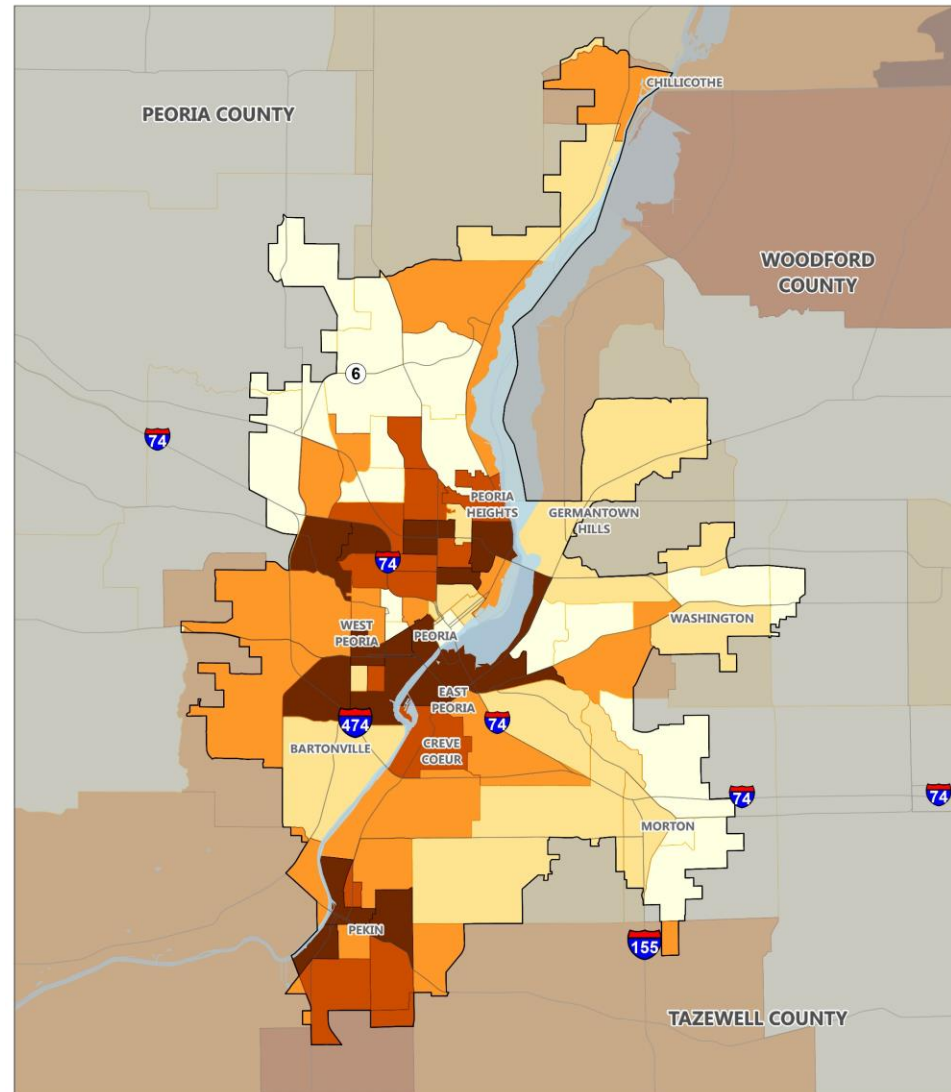 CHILLICOTHE
PEORIA COUNTY
WOODFORD
COUNTY
6
74
PEORIA
HEIGHTS
GERMANTOWN
HILLS
74
WEST
PEORIA
PEORIA
WASHINGTON
EAST
PEORIA
474
74
BARTONVILLE
CREVE
COEUR
74
74
MORTON
PEKIN
155
TAZEWELL COUNTY